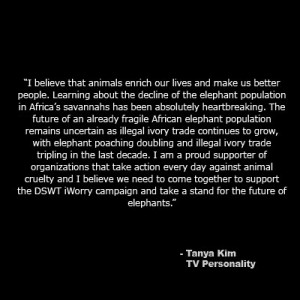 “I believe that animals enrich our lives and make us better
people. Learning about the decline of the elephant population
in Africa’s savannahs has been absolutely heartbreaking. The
future of an already fragile African elephant population
remains uncertain as illegal ivory trade continues to grow,
with elephant poaching doubling and illegal ivory trade
tripling in the last decade. I am a proud supporter of
organizations that take action every day against animal
cruelty and I believe we need to come together to support
the DSWT iWorry campaign and take a stand for the future of
elephants.”
- Tanya Kim
TV Personality